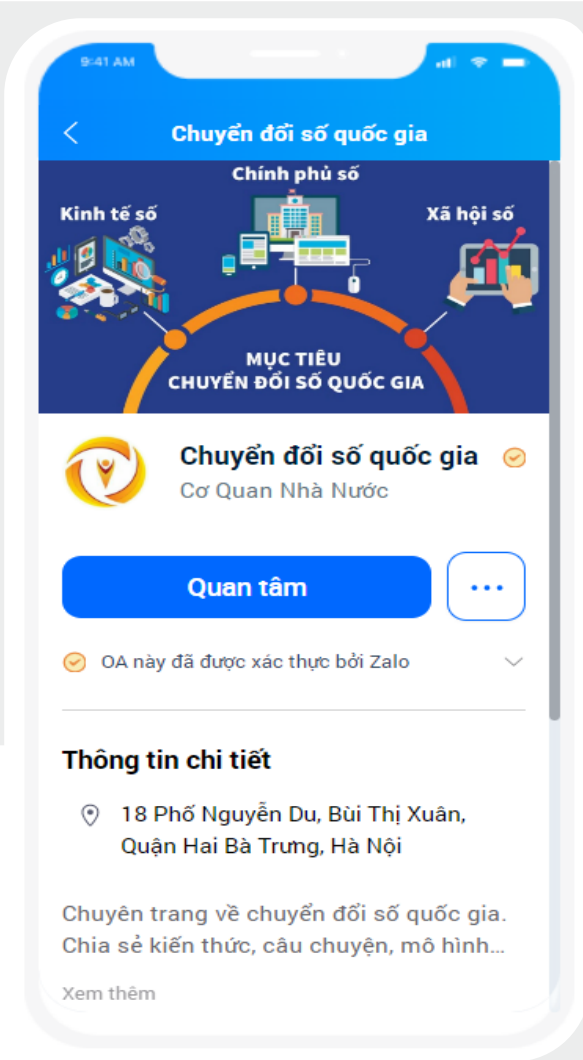 9:41 AM
Chuyển đổi số quốc gia
Chính phủ số
Kinh tế số
Xã hội số
MỤC TIÊU
CHUYỂN ĐỔI SỐ QUỐC GIA
Chuyển đổi số quốc gia
Cơ Quan Nhà Nước
Quan tâm
OA này đã được xác thực bởi Zalo
Thông tin chi tiết
18 Phố Nguyễn Du, Bùi Thị Xuân,
Quận Hai Bà Trưng, Hà Nội
Chuyên trang về chuyển đổi số quốc gia.
Chia sẻ kiến thức, câu chuyện, mô hình...
Xem thêm